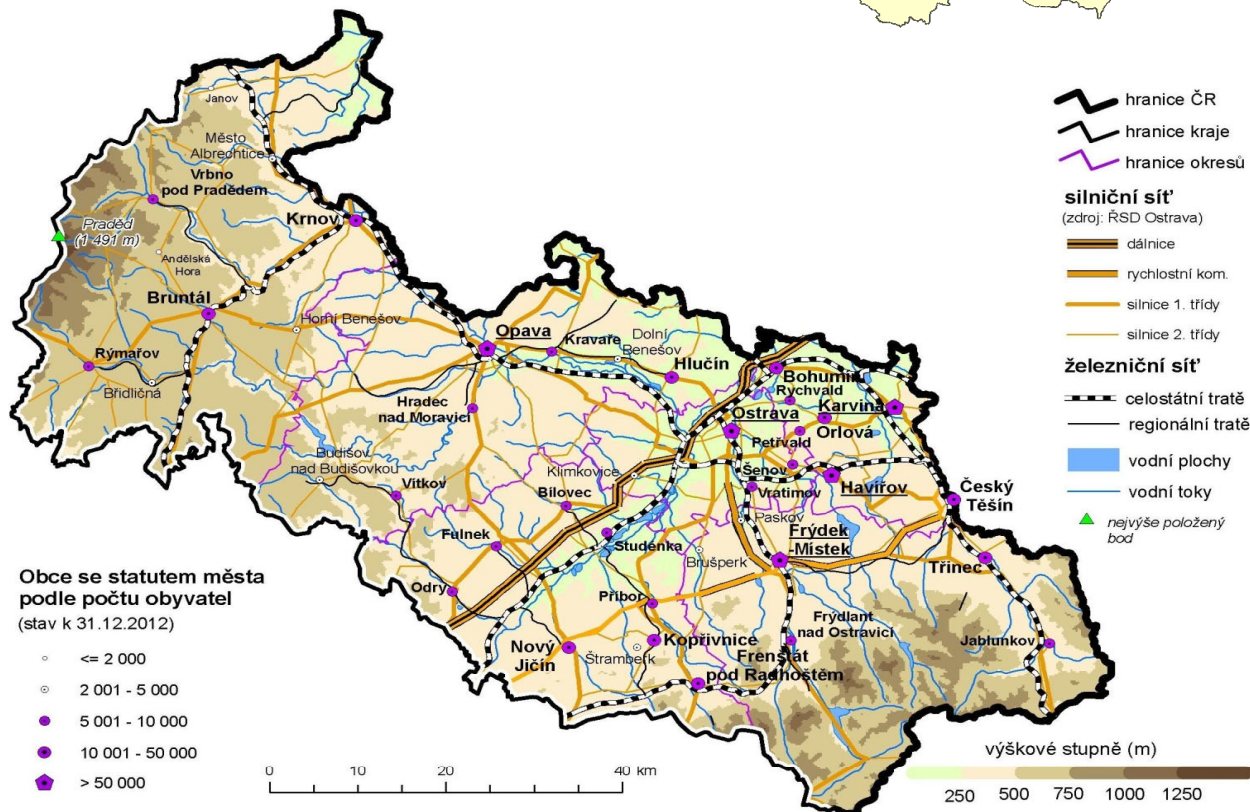 Janov
Město
Albrechtice
Vrbno
pod Pradědem
Praděd
(1 491 m)
Andělská
Hora
Krnov
Bruntál
Horní Benešov
Rýmařov
Břidličná
Opava
Kravaře
Dolní
Benešov
Hlučín
Hradec
nad Moravicí
Budišov
nad Budišovkou
Vítkov
Klimkovice
Bílovec
Fulnek
Studénka
Odry
Bohumín
Rychvald
Ostrava
Karviná
Petřvald
Orlová
Šenov
Vratimov
Havířov
Český
Těšín
Paskov
Frýdek
-Místek
Brušperk
Třinec
Příbor
Nový
Jičín
Štramberk
Kopřivnice
Frýdlant
nad Ostravicí
Frenštát
pod Radhoštěm
Jablunkov
hranice ČR
hranice kraje
hranice okresů
silniční síť
(zdroj: ŘSD Ostrava)
dálnice
rychlostní kom.
silnice 1. třídy
silnice 2. třídy
železniční síť
celostátní tratě
regionální tratě
vodní plochy
vodní toky
nejvýše položený
bod
Obce se statutem města
podle počtu obyvatel
(stav k 31.12.2012)
<= 2 000
2 001 - 5 000
5 001 - 10 000
10 001 - 50 000
> 50 000
0 10 20 40 km
výškové stupně (m)
250 500 750 1000 1250